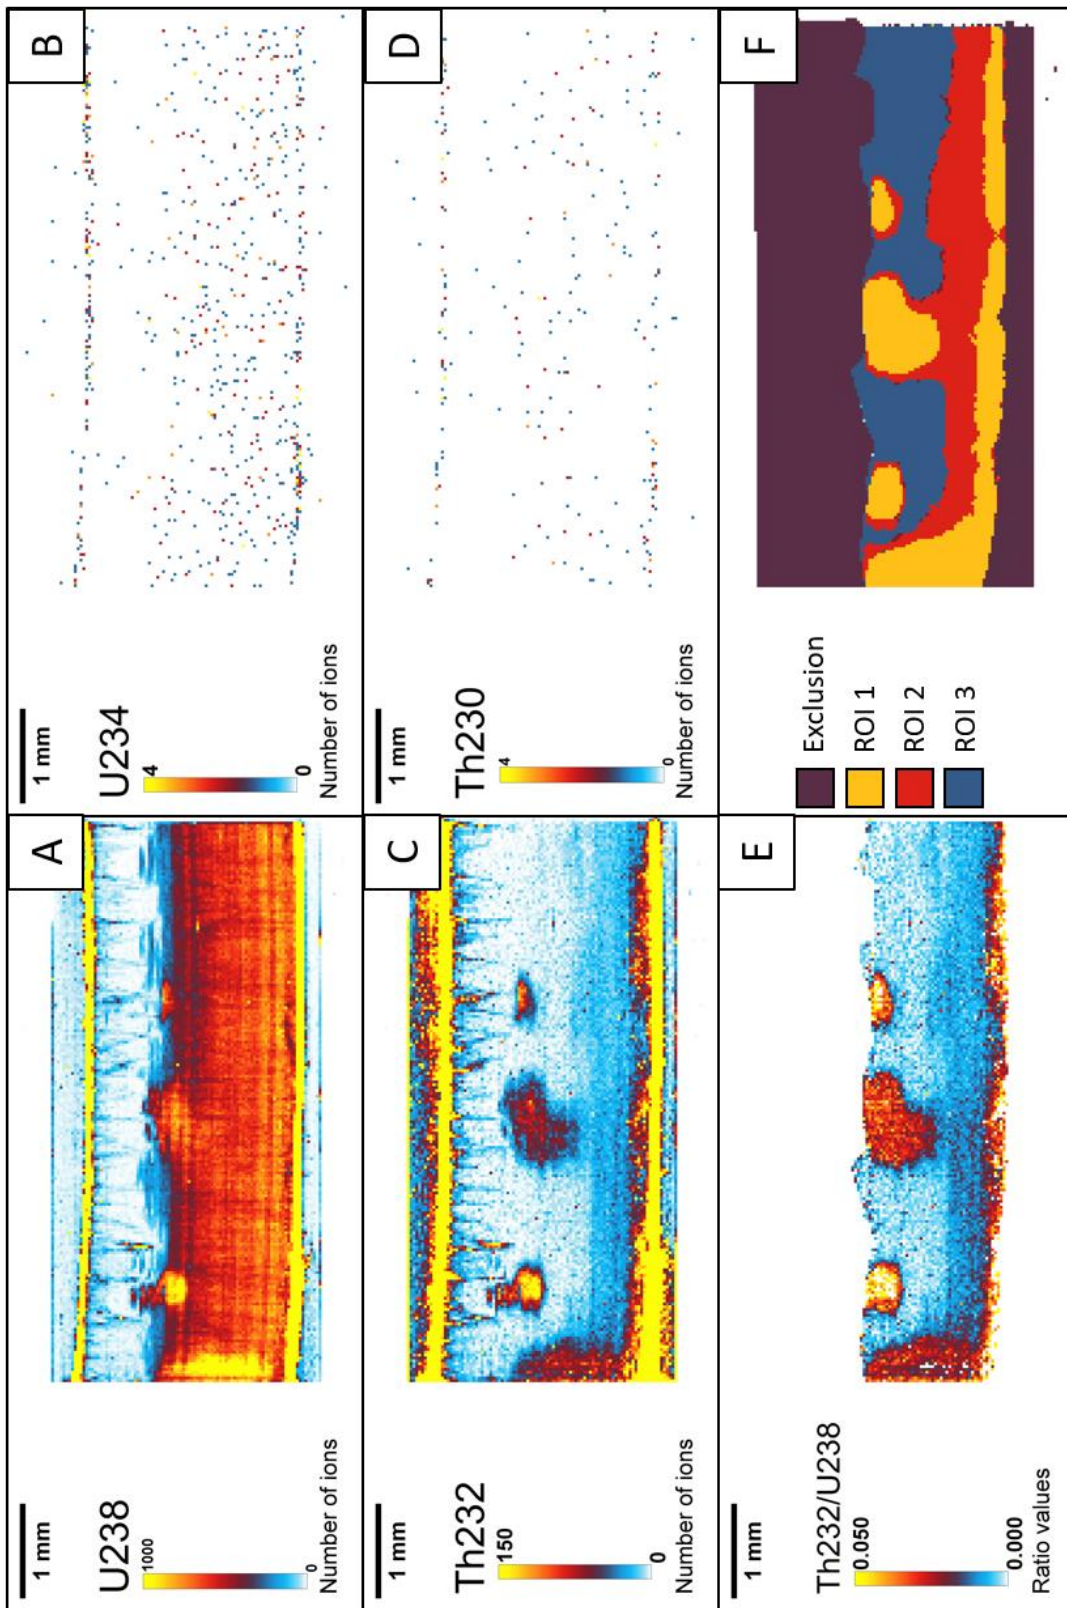 A
1 mm
U238
1000
0
Number of ions
B
1 mm
U234
4
0
Number of ions
C
1 mm
Th232
150
0
Number of ions
D
1 mm
Th230
4
0
Number of ions
E
1 mm
Th232/U238
0.050
0.000
Ratio values
F
Exclusion
ROI 1
ROI 2
ROI 3